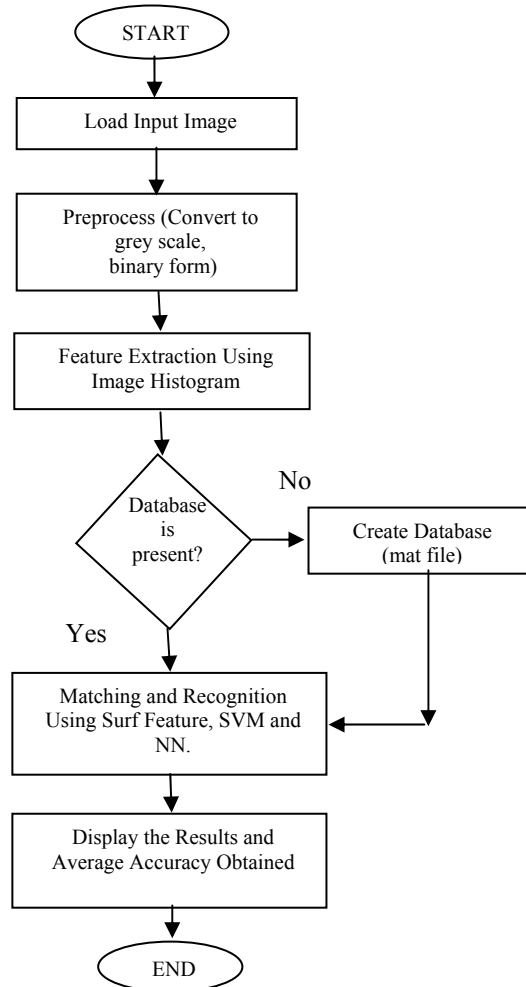 START
Load Input Image
Preprocess (Convert to
grey scale,
binary form)
Feature Extraction Using
Image Histogram
Database
is
present?
No
Create Database
(mat file)
Yes
Matching and Recognition
Using Surf Feature, SVM and
NN.
Display the Results and
Average Accuracy Obtained
END